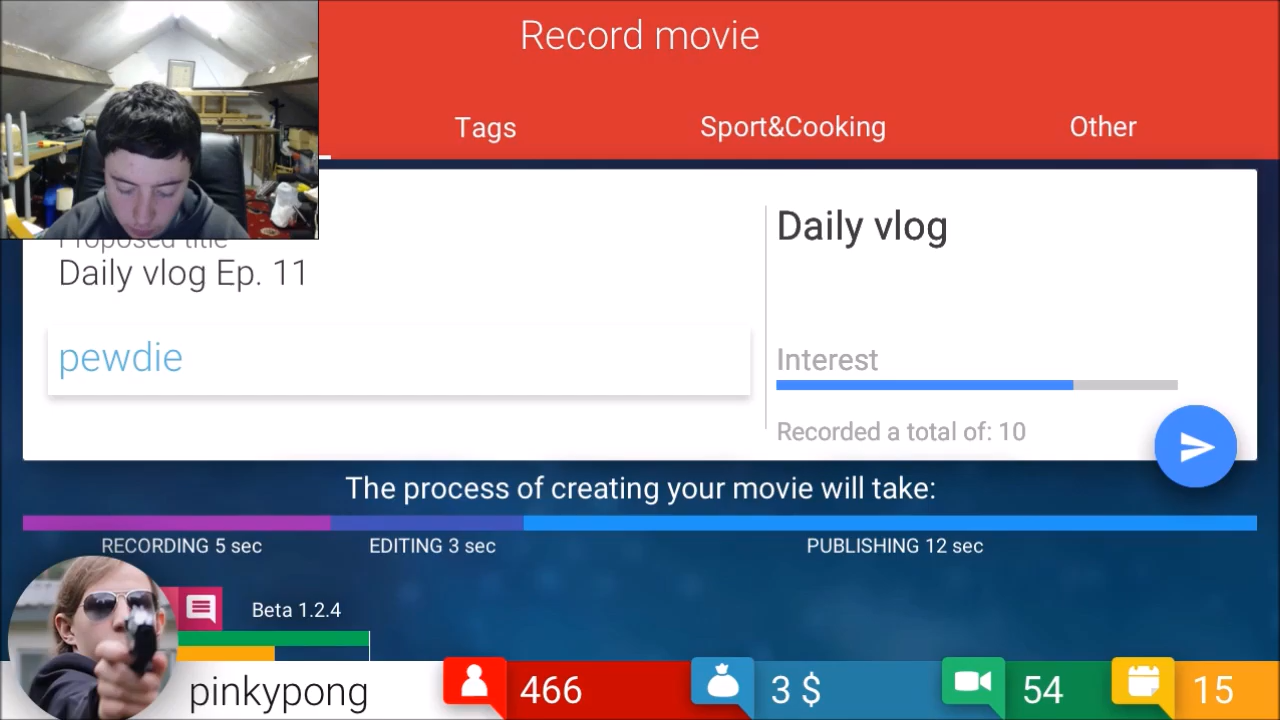 Record movie
Tags
Sport&Cooking
Other
Proposed title
Daily vlog Ep. 11
pewdie
Daily vlog
Interest
Recorded a total of: 10
The process of creating your movie will take:
RECORDING 5 sec
EDITING 3 sec
PUBLISHING 12 sec
Beta 1.2.4
pinkypong
466
3 $
54
15